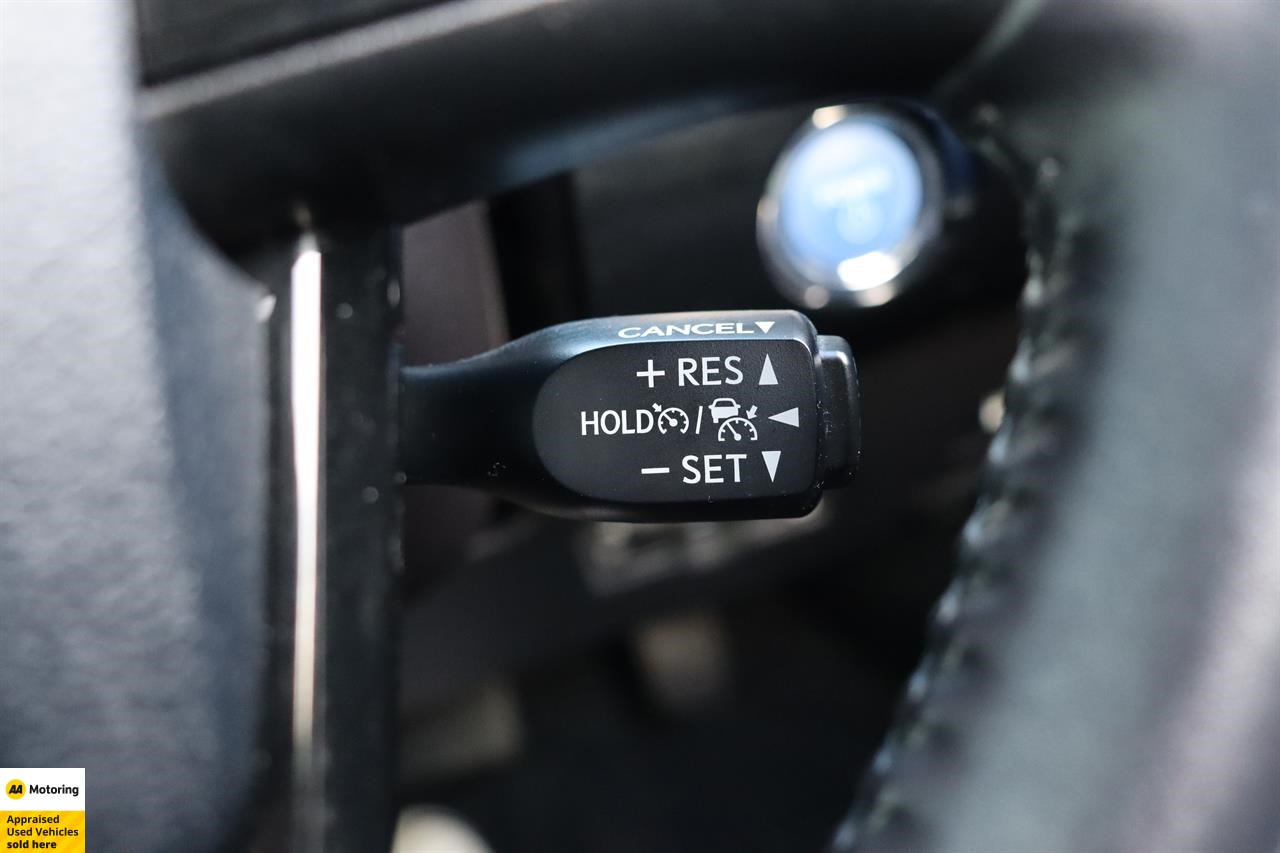 CANCEL▼
+ RES ▲
HOLD / ◀
− SET ▼
AA Motoring
Appraised
Used Vehicles
sold here